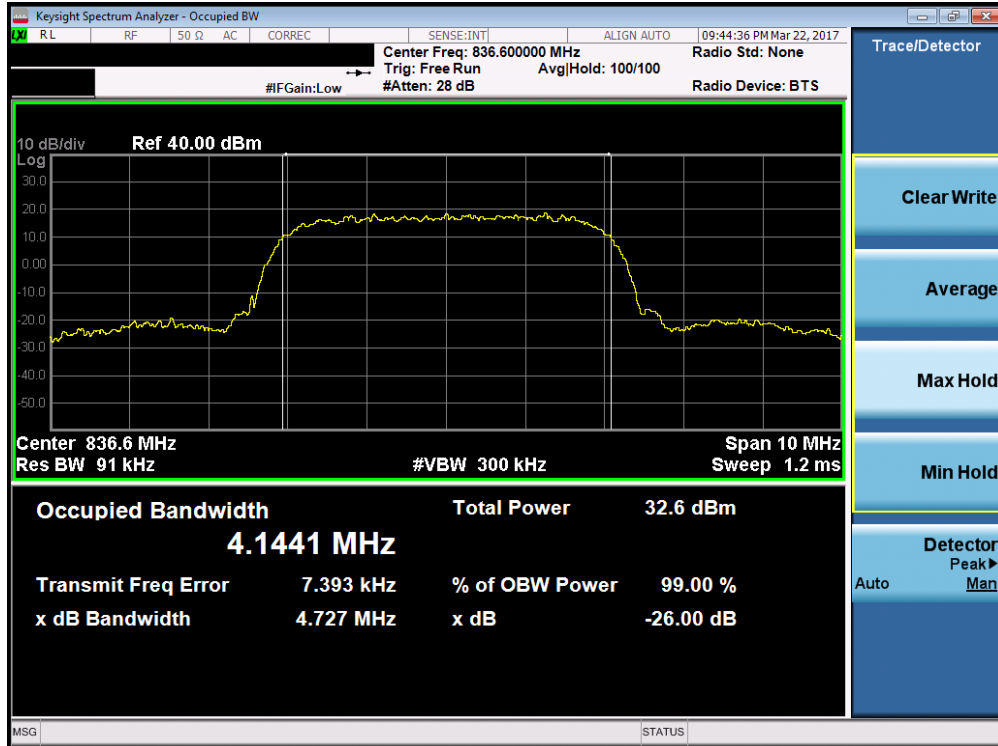 Keysight Spectrum Analyzer - Occupied BW
LXI RL RF 50 Ω AC CORREC SENSE:INT ALIGN AUTO 09:44:36 PM Mar 22, 2017
Center Freq: 836.600000 MHz Radio Std: None
Trig: Free Run Avg|Hold: 100/100
#IFGain:Low #Atten: 28 dB Radio Device: BTS
Trace/Detector
10 dB/div Ref 40.00 dBm
Log
30.0
20.0
10.0
0.00
-10.0
-20.0
-30.0
-40.0
-50.0
Center 836.6 MHz Span 10 MHz
Res BW 91 kHz #VBW 300 kHz Sweep 1.2 ms
Occupied Bandwidth Total Power 32.6 dBm
4.1441 MHz
Transmit Freq Error 7.393 kHz % of OBW Power 99.00 %
x dB Bandwidth 4.727 MHz x dB -26.00 dB
Clear Write
Average
Max Hold
Min Hold
Detector
Peak▶
Auto Man
MSG STATUS